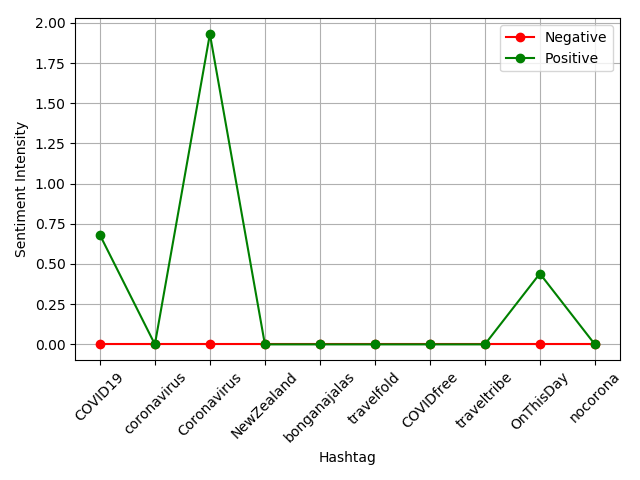 2.00
1.75
1.50
1.25
1.00
0.75
0.50
0.25
0.00
Sentiment Intensity
Negative
Positive
COVID19
coronavirus
Coronavirus
NewZealand
bonganajalas
travelfold
COVIDfree
traveltribe
OnThisDay
nocorona
Hashtag